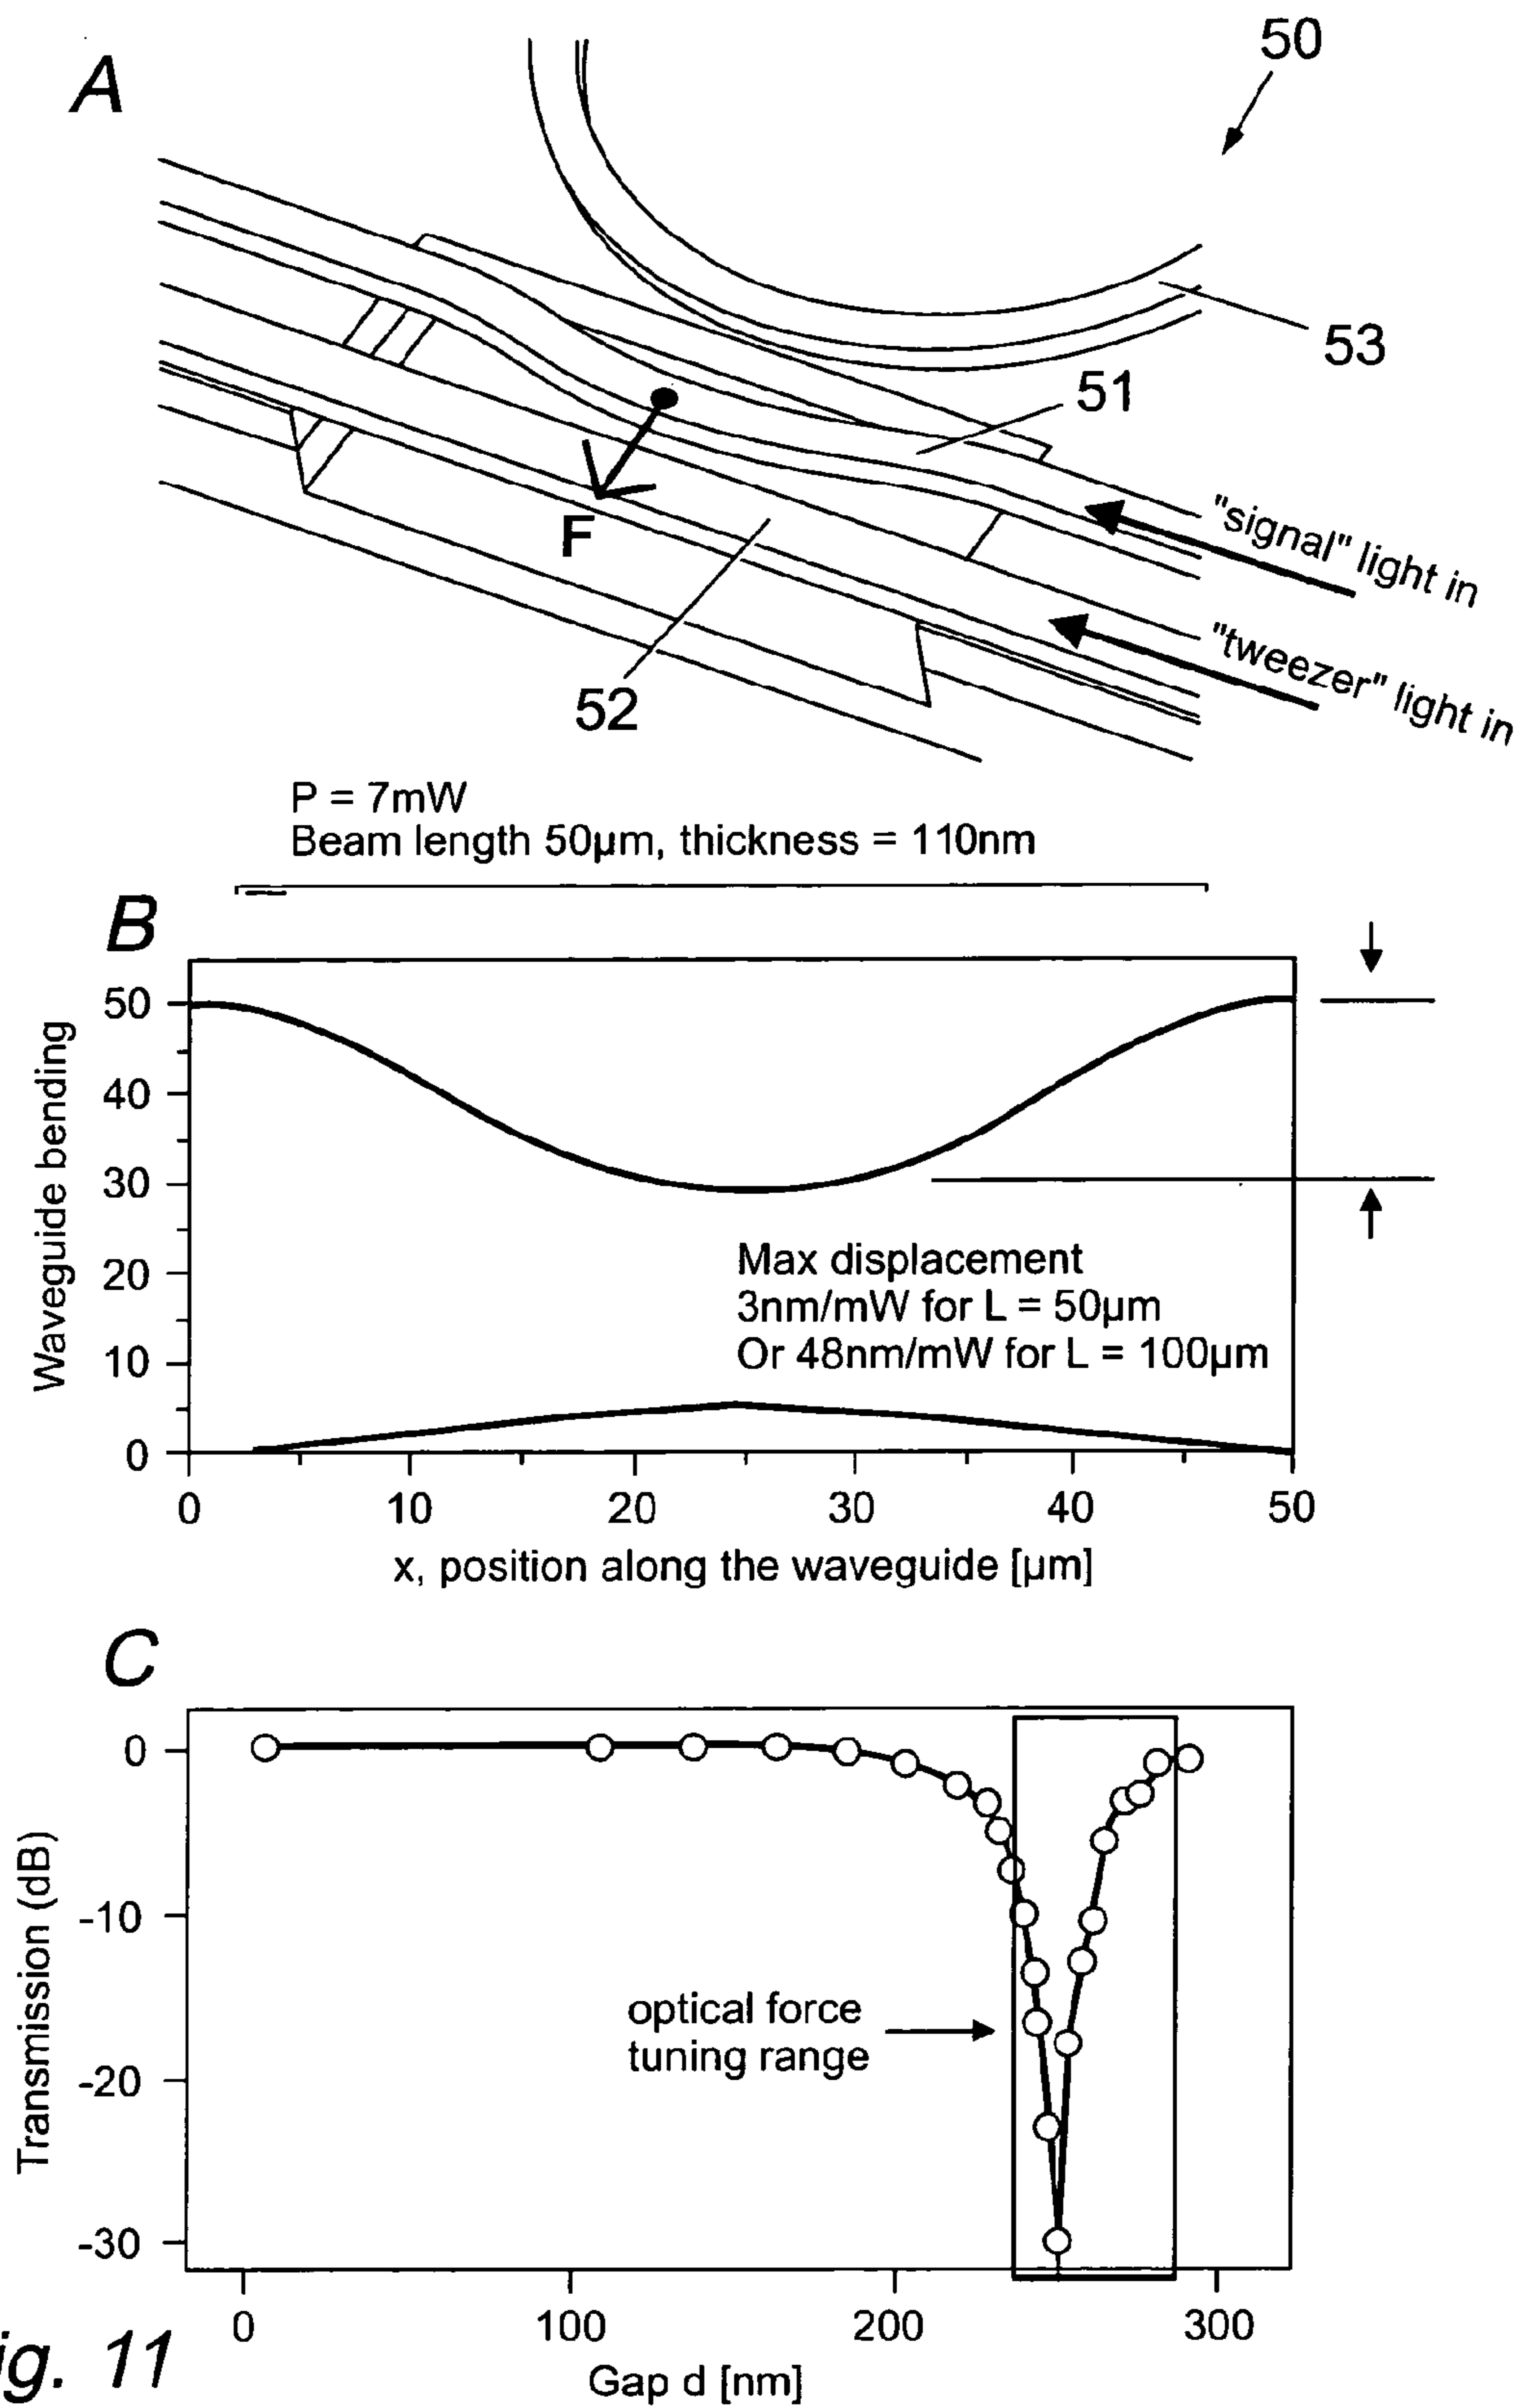 A
50
53
51
F
"signal" light in
"tweezer" light in
52
P = 7mW
Beam length 50µm, thickness = 110nm
B
Waveguide bending
50
40
30
20
10
0
Max displacement
3nm/mW for L = 50µm
Or 48nm/mW for L = 100µm
0 10 20 30 40 50
x, position along the waveguide [µm]
C
Transmission (dB)
0
-10
-20
-30
optical force
tuning range
0 100 200 300
Gap d [nm]
ig. 11